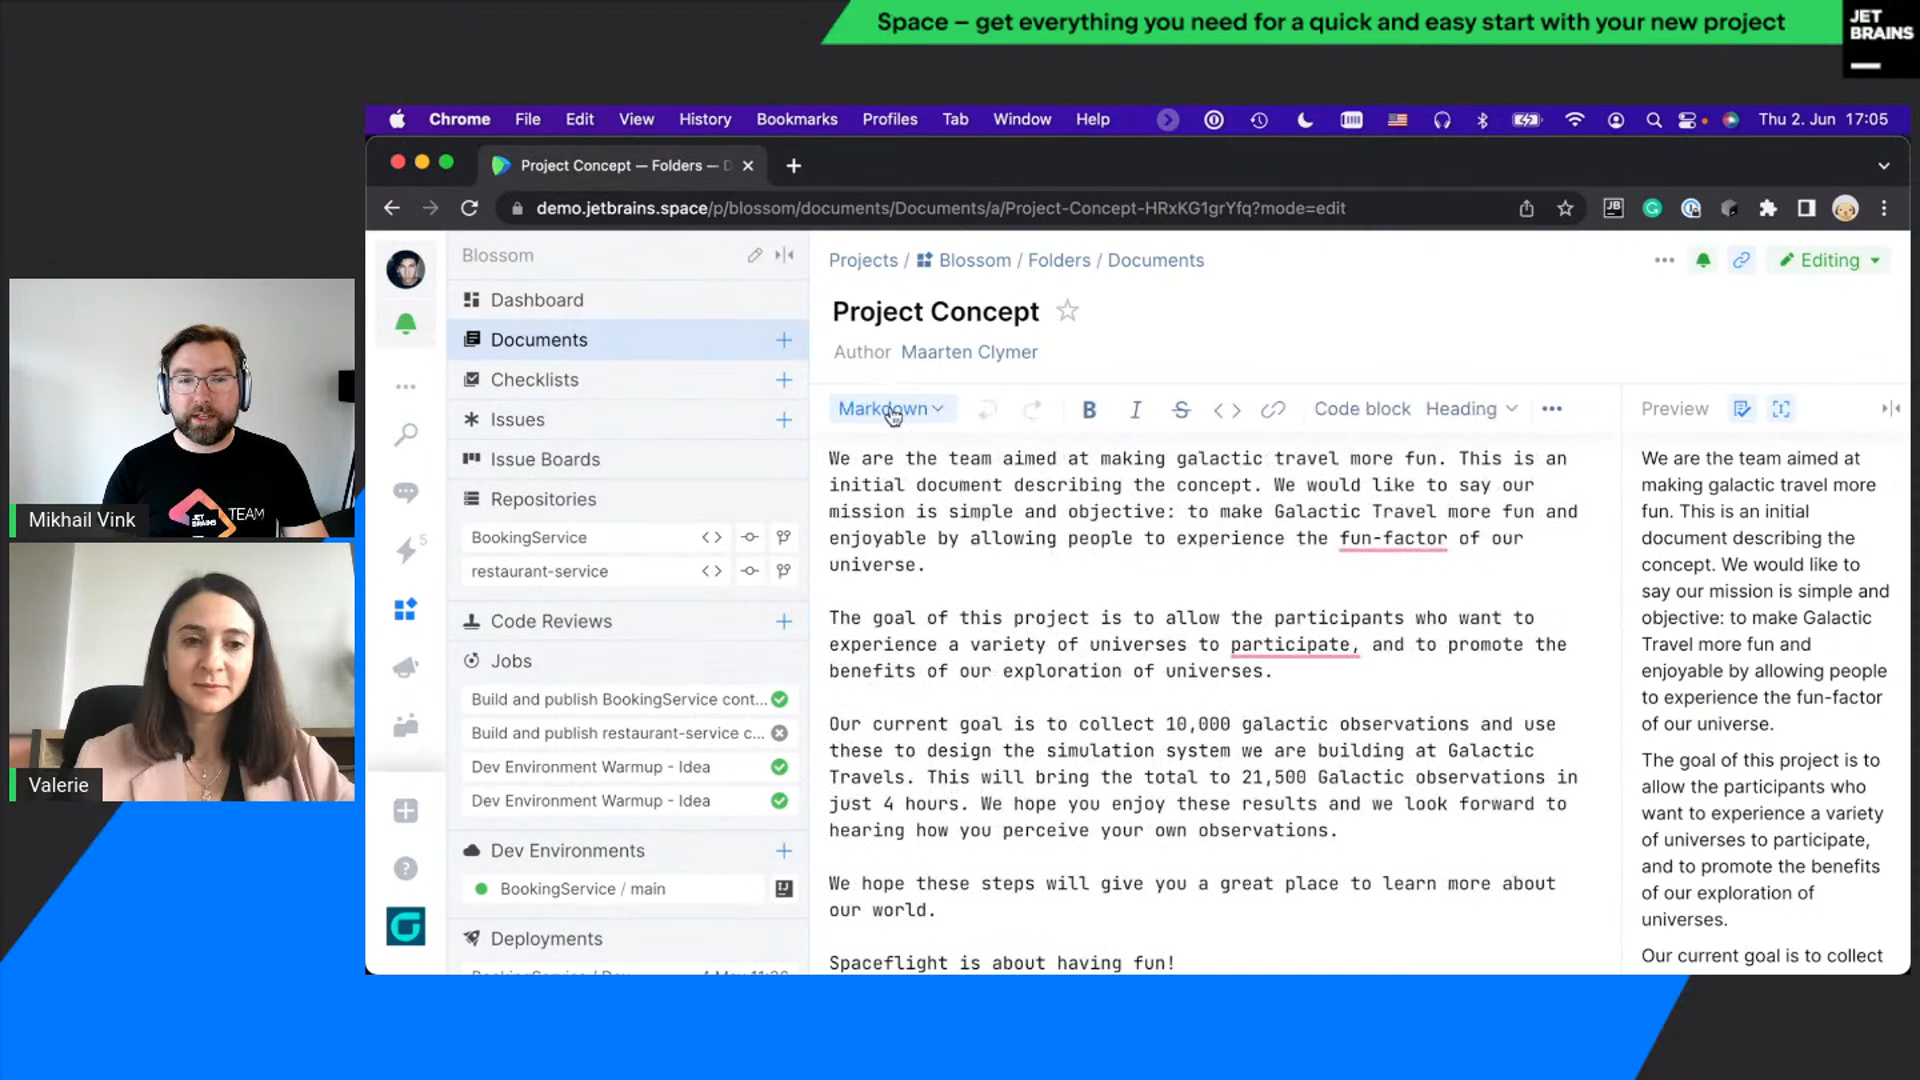 Space – get everything you need for a quick and easy start with your new project
JET
BRAINS
Chrome File Edit View History Bookmarks Profiles Tab Window Help Thu 2. Jun 17:05
Project Concept — Folders — D
demo.jetbrains.space/p/blossom/documents/Documents/a/Project-Concept-HRxKG1grYfq?mode=edit
JB
Blossom
Dashboard
Documents
Checklists
Issues
Issue Boards
Repositories
BookingService
restaurant-service
Code Reviews
Jobs
Build and publish BookingService cont...
Build and publish restaurant-service c...
Dev Environment Warmup - Idea
Dev Environment Warmup - Idea
Dev Environments
BookingService / main
IJ
Deployments
5
Projects / Blossom / Folders / Documents
Editing
Project Concept
Author Maarten Clymer
Markdown B I S < > Code block Heading
We are the team aimed at making galactic travel more fun. This is an
initial document describing the concept. We would like to say our
mission is simple and objective: to make Galactic Travel more fun and
enjoyable by allowing people to experience the fun-factor of our
universe.
The goal of this project is to allow the participants who want to
experience a variety of universes to participate, and to promote the
benefits of our exploration of universes.
Our current goal is to collect 10,000 galactic observations and use
these to design the simulation system we are building at Galactic
Travels. This will bring the total to 21,500 Galactic observations in
just 4 hours. We hope you enjoy these results and we look forward to
hearing how you perceive your own observations.
We hope these steps will give you a great place to learn more about
our world.
Spaceflight is about having fun!
Preview
We are the team aimed at
making galactic travel more
fun. This is an initial
document describing the
concept. We would like to
say our mission is simple and
objective: to make Galactic
Travel more fun and
enjoyable by allowing people
to experience the fun-factor
of our universe.
The goal of this project is to
allow the participants who
want to experience a variety
of universes to participate,
and to promote the benefits
of our exploration of
universes.
Our current goal is to collect
JET
BRAINS
TEAM
Mikhail Vink
Valerie